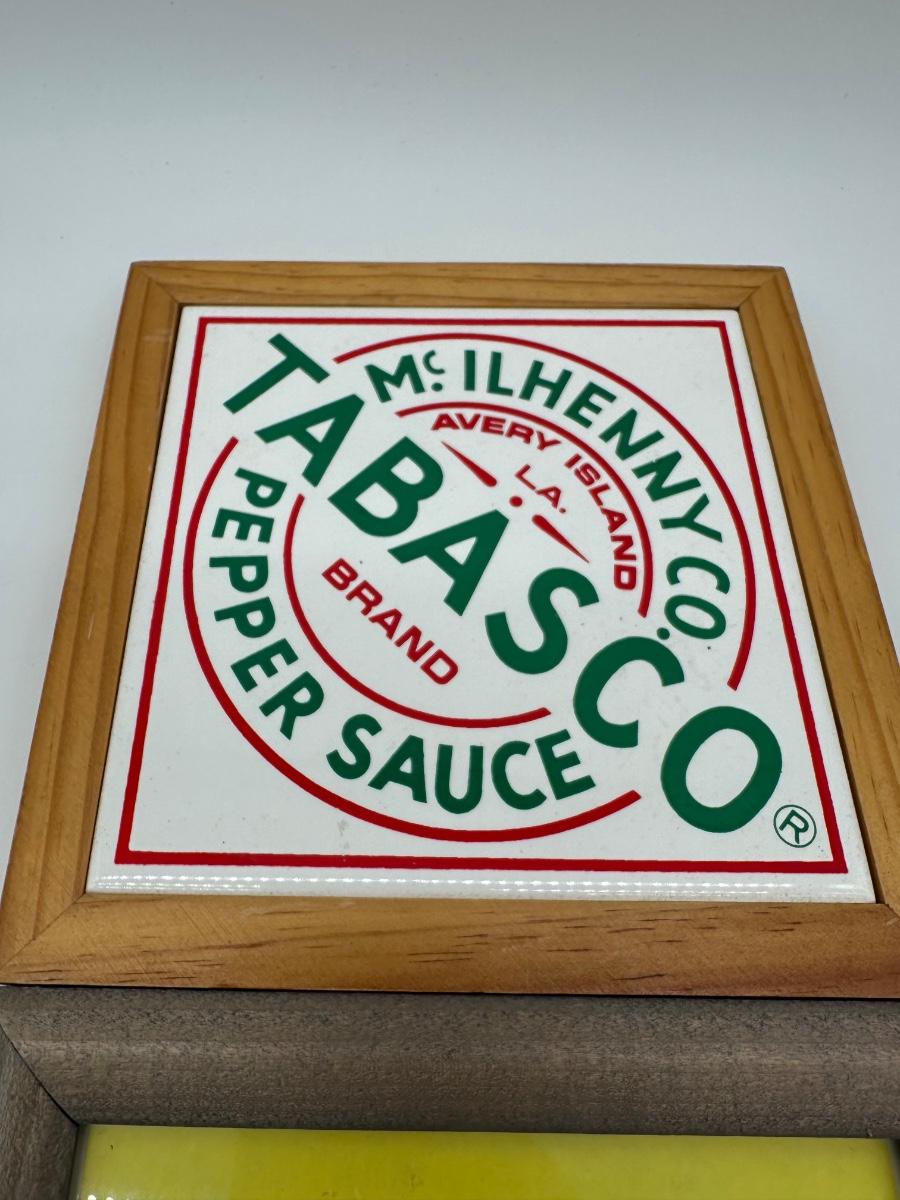 McILHENNY CO.
AVERY ISLAND
LA.
TABASCO
®
BRAND
PEPPER SAUCE